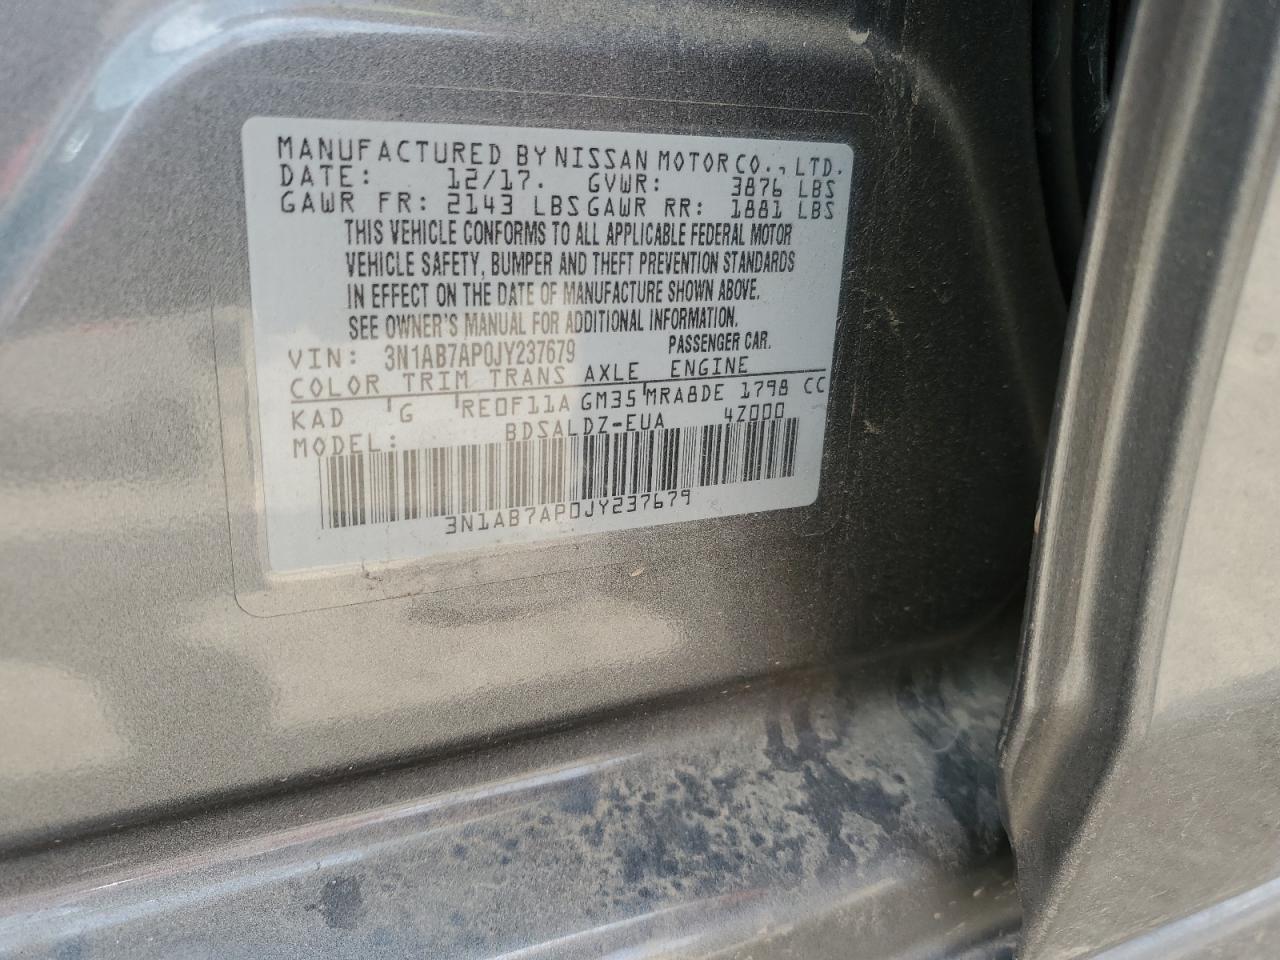 MANUFACTURED BY NISSAN MOTOR CO., LTD.
DATE: 12/17. GVWR: 3876 LBS
GAWR FR: 2143 LBS GAWR RR: 1881 LBS
THIS VEHICLE CONFORMS TO ALL APPLICABLE FEDERAL MOTOR
VEHICLE SAFETY, BUMPER AND THEFT PREVENTION STANDARDS
IN EFFECT ON THE DATE OF MANUFACTURE SHOWN ABOVE.
SEE OWNER'S MANUAL FOR ADDITIONAL INFORMATION.
VIN: 3N1AB7AP0JY237679 PASSENGER CAR.
COLOR TRIM TRANS AXLE ENGINE
KAD G RE0F11A GM35 MRA8DE 1798 CC
MODEL: BDSALDZ-EUA 4Z000
3N1AB7AP0JY237679